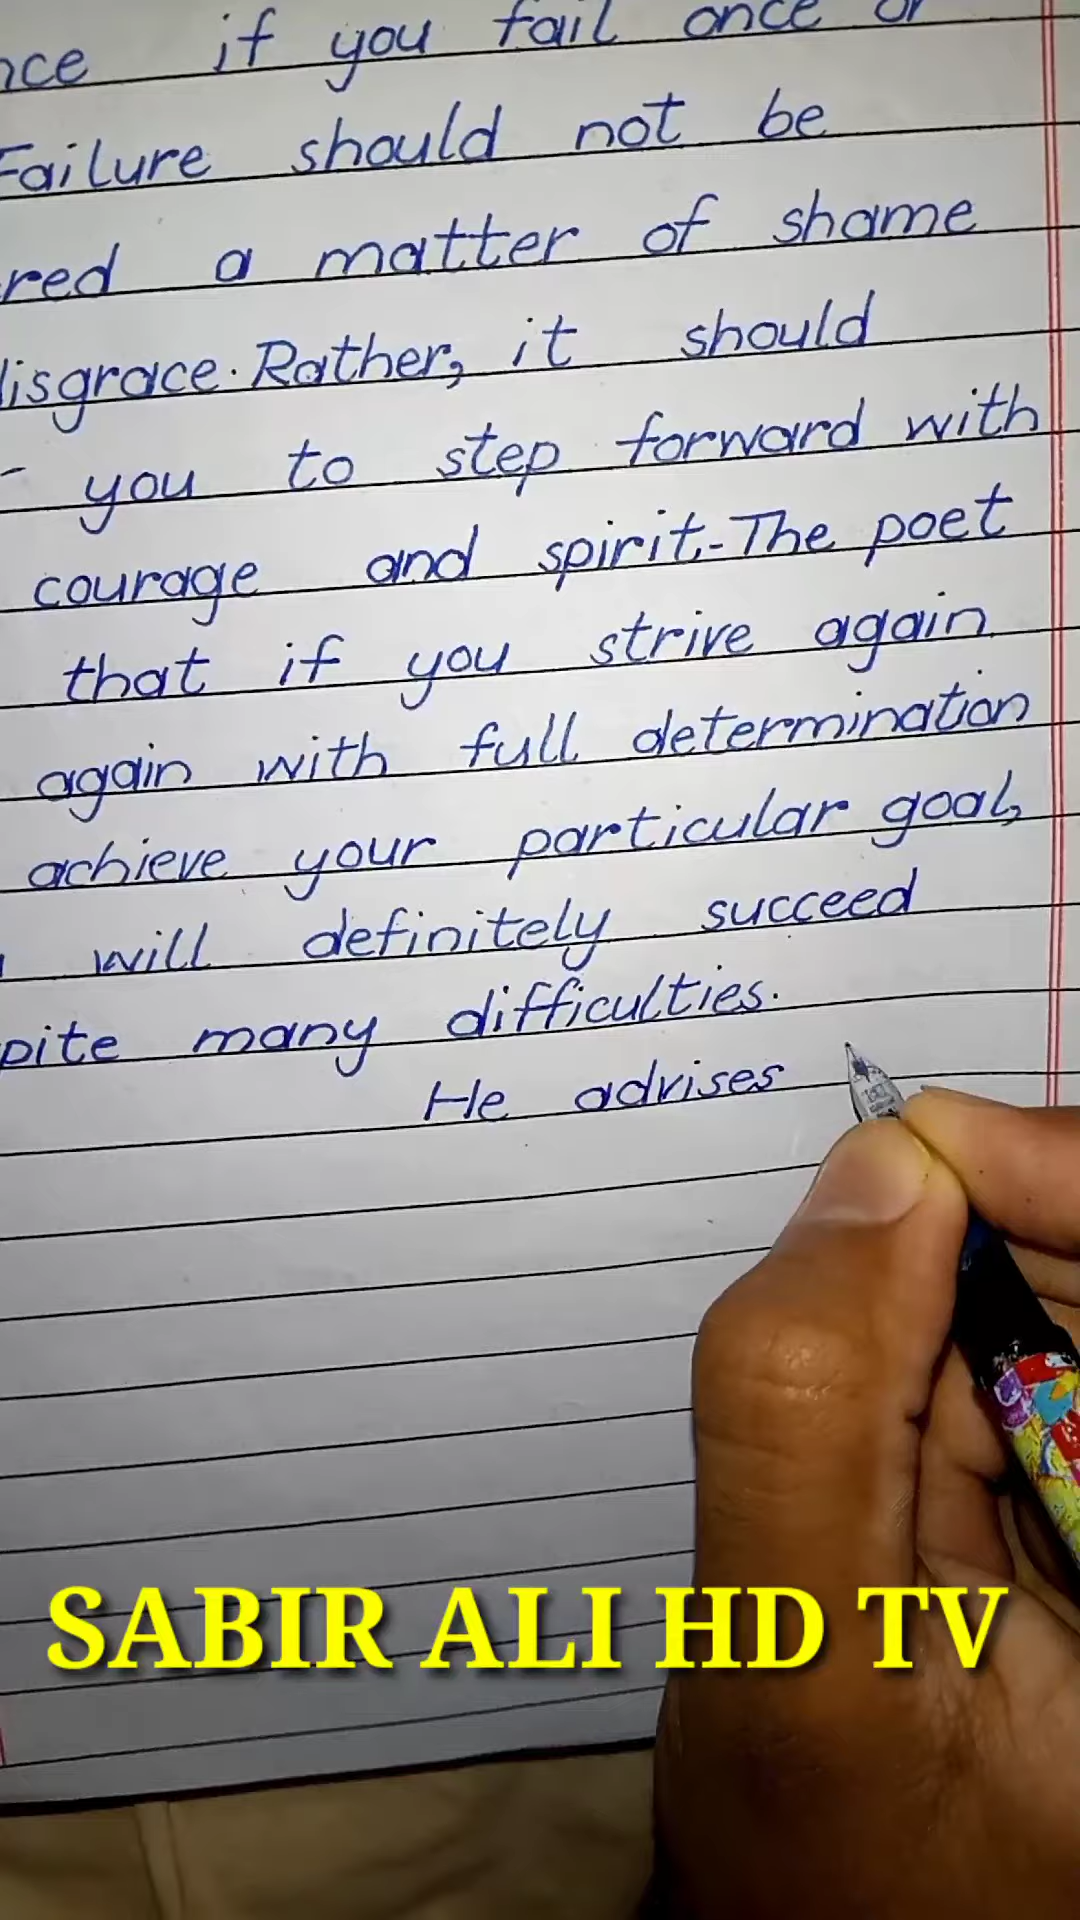 if you fail once or
Failure should not be
a matter of shame
Rather, it should
you to step forward with
courage and spirit. The poet
that if you strive again
again with full determination
achieve your particular goal,
will definitely succeed
many difficulties.
He advises
SABIR ALI HD TV